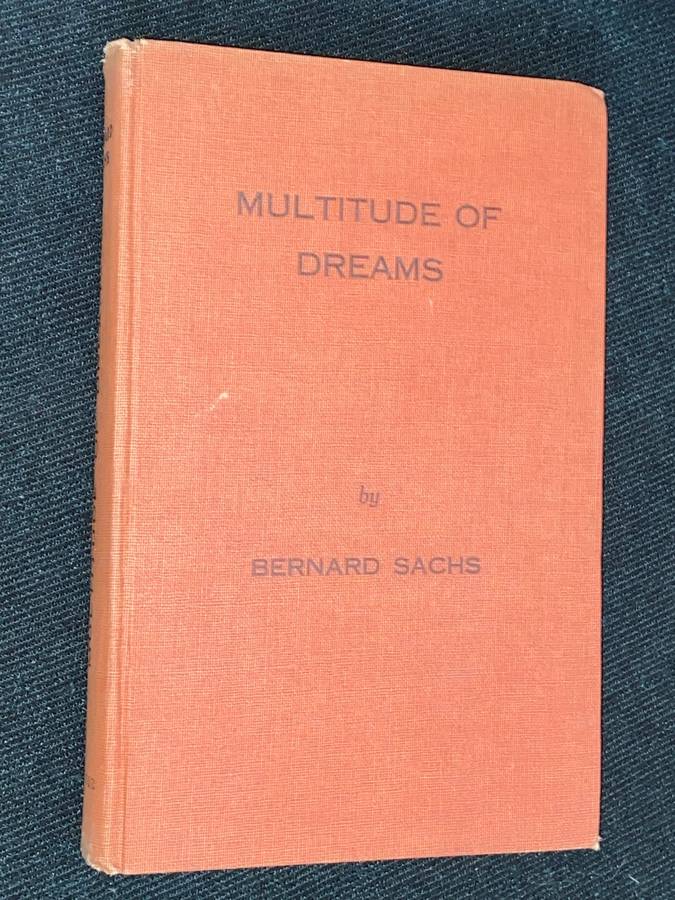 MULTITUDE OF
DREAMS
by
BERNARD SACHS